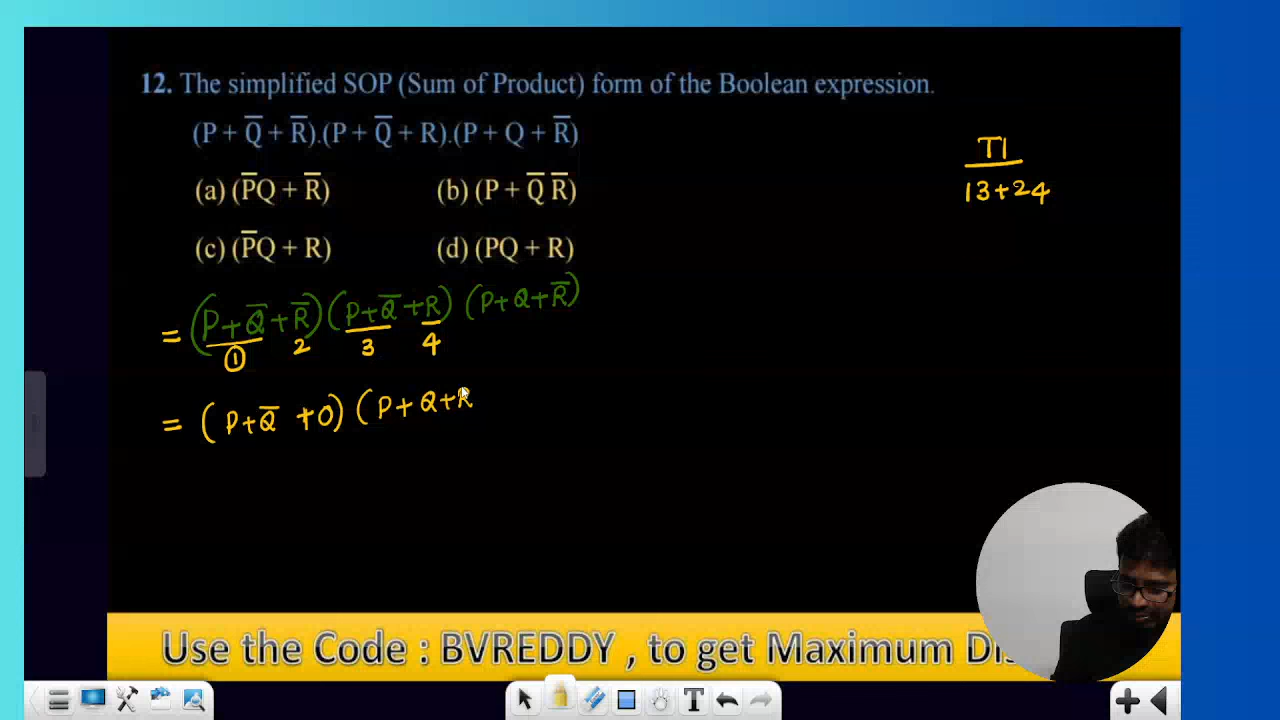 12. The simplified SOP (Sum of Product) form of the Boolean expression.
(P + Q̅ + R̅).(P + Q̅ + R).(P + Q + R̅)
(a) (P̅Q + R̅) (b) (P + Q̅ R̅)
(c) (P̅Q + R) (d) (PQ + R)
T1
13+24
= (P+Q̅+R̅)(P+Q̅+R)(P+Q+R̅)
① 2 3 4
= (P+Q̅ +0)(P+Q+R
Use the Code : BVREDDY , to get Maximum
T